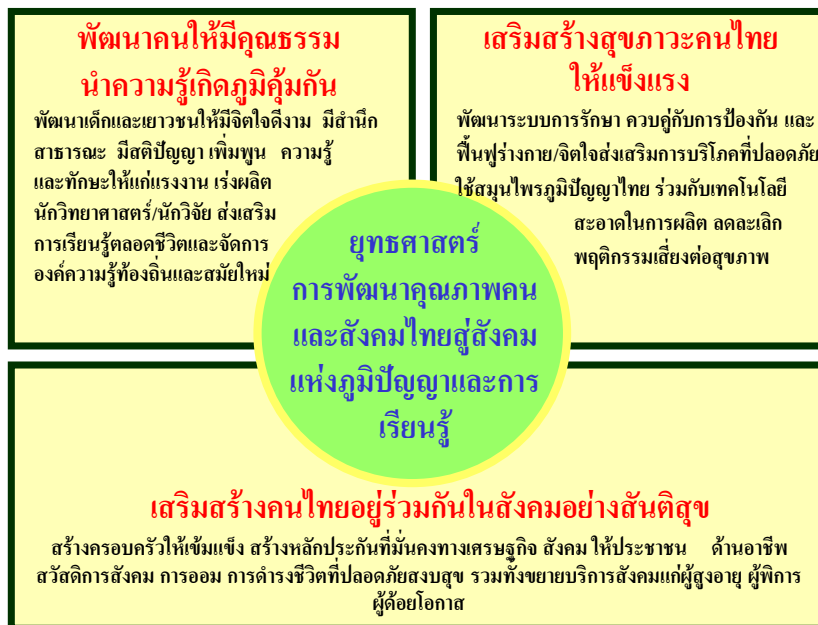 พัฒนาคนให้มีคุณธรรม
นำความรู้เกิดภูมิคุ้มกัน
พัฒนาเด็กและเยาวชนให้มีจิตใจดีงาม มีสำนึก
สาธารณะ มีสติปัญญา เพิ่มพูน ความรู้
และทักษะให้แก่แรงงาน เร่งผลิต
นักวิทยาศาสตร์/นักวิจัย ส่งเสริม
การเรียนรู้ตลอดชีวิตและจัดการ
องค์ความรู้ท้องถิ่นและสมัยใหม่
เสริมสร้างสุขภาวะคนไทย
ให้แข็งแรง
พัฒนาระบบการรักษา ควบคู่กับการป้องกัน และ
ฟื้นฟูร่างกาย/จิตใจส่งเสริมการบริโภคที่ปลอดภัย
ใช้สมุนไพรภูมิปัญญาไทย ร่วมกับเทคโนโลยี
สะอาดในการผลิต ลดละเลิก
พฤติกรรมเสี่ยงต่อสุขภาพ
ยุทธศาสตร์
การพัฒนาคุณภาพคน
และสังคมไทยสู่สังคม
แห่งภูมิปัญญาและการ
เรียนรู้
เสริมสร้างคนไทยอยู่ร่วมกันในสังคมอย่างสันติสุข
สร้างครอบครัวให้เข้มแข็ง สร้างหลักประกันที่มั่นคงทางเศรษฐกิจ สังคม ให้ประชาชน ด้านอาชีพ
สวัสดิการสังคม การออม การดำรงชีวิตที่ปลอดภัยสงบสุข รวมทั้งขยายบริการสังคมแก่ผู้สูงอายุ ผู้พิการ
ผู้ด้อยโอกาส